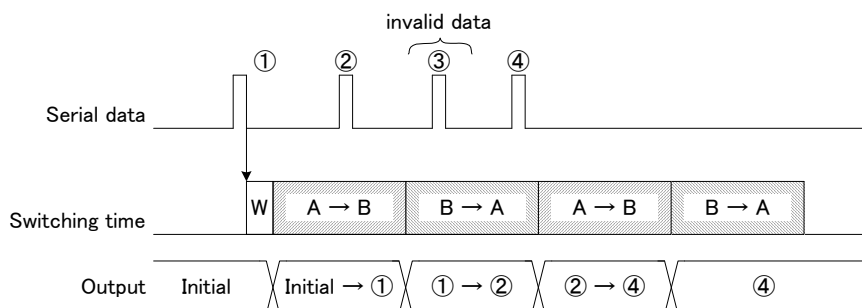 invalid data
① ② ③ ④
Serial data
Switching time W A → B B → A A → B B → A
Output Initial Initial → ① ① → ② ② → ④ ④